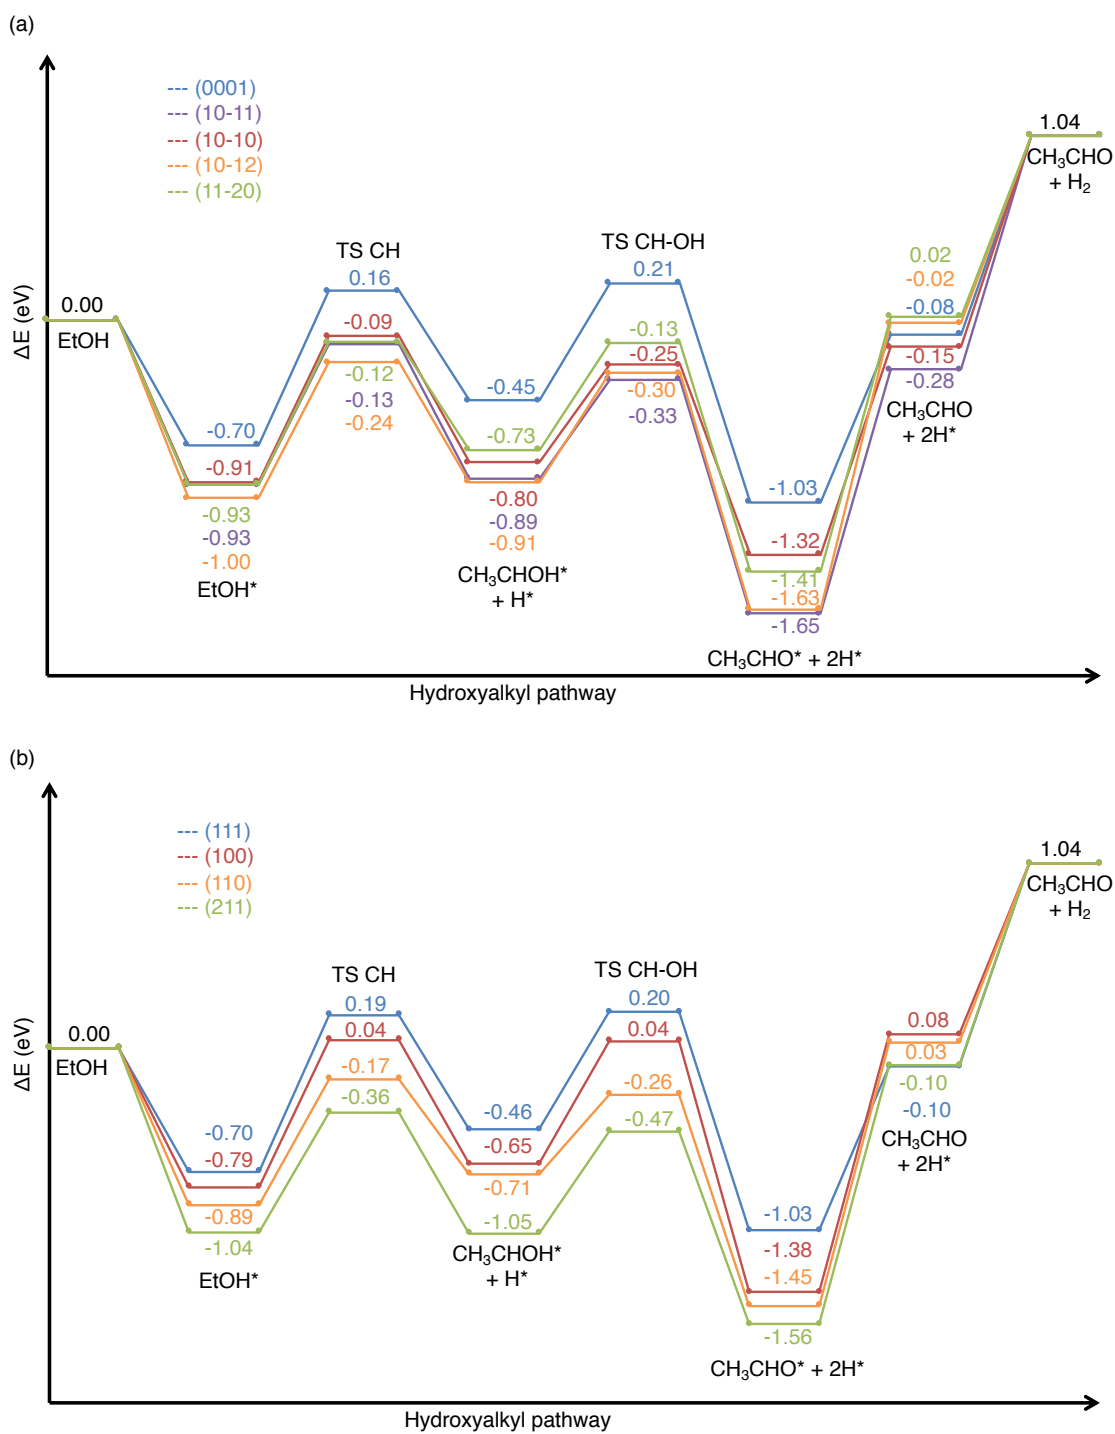 (a)
--- (0001)
--- (10-11)
--- (10-10)
--- (10-12)
--- (11-20)
ΔE (eV)
0.00
EtOH
-0.70
-0.91
-0.93
-0.93
-1.00
EtOH*
TS CH
0.16
-0.09
-0.12
-0.13
-0.24
-0.45
-0.73
-0.80
-0.89
-0.91
CH₃CHOH*
+ H*
TS CH-OH
0.21
-0.13
-0.25
-0.30
-0.33
-1.03
-1.32
-1.41
-1.63
-1.65
CH₃CHO* + 2H*
0.02
-0.02
-0.08
-0.15
-0.28
CH₃CHO
+ 2H*
1.04
CH₃CHO
+ H₂
Hydroxyalkyl pathway
(b)
--- (111)
--- (100)
--- (110)
--- (211)
ΔE (eV)
0.00
EtOH
-0.70
-0.79
-0.89
-1.04
EtOH*
TS CH
0.19
0.04
-0.17
-0.36
-0.46
-0.65
-0.71
-1.05
CH₃CHOH*
+ H*
TS CH-OH
0.20
0.04
-0.26
-0.47
-1.03
-1.38
-1.45
-1.56
CH₃CHO* + 2H*
0.08
0.03
-0.10
-0.10
CH₃CHO
+ 2H*
1.04
CH₃CHO
+ H₂
Hydroxyalkyl pathway